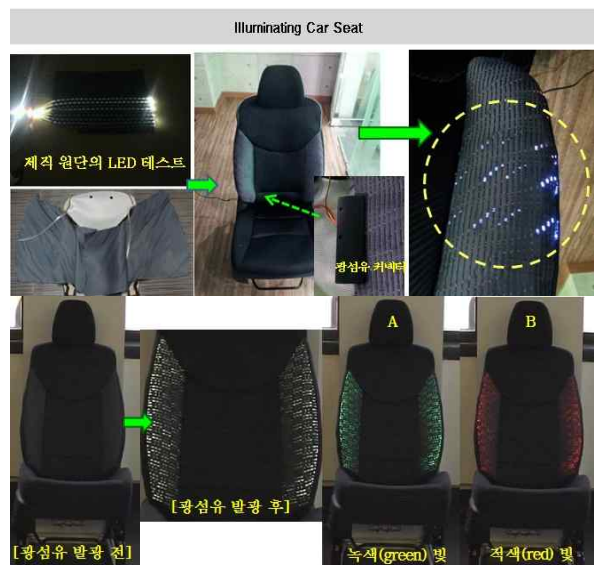 Illuminating Car Seat
제직 원단의 LED 테스트
광섬유 커넥터
A
B
[광섬유 발광 후]
[광섬유 발광 전]
녹색(green) 빛
적색(red) 빛